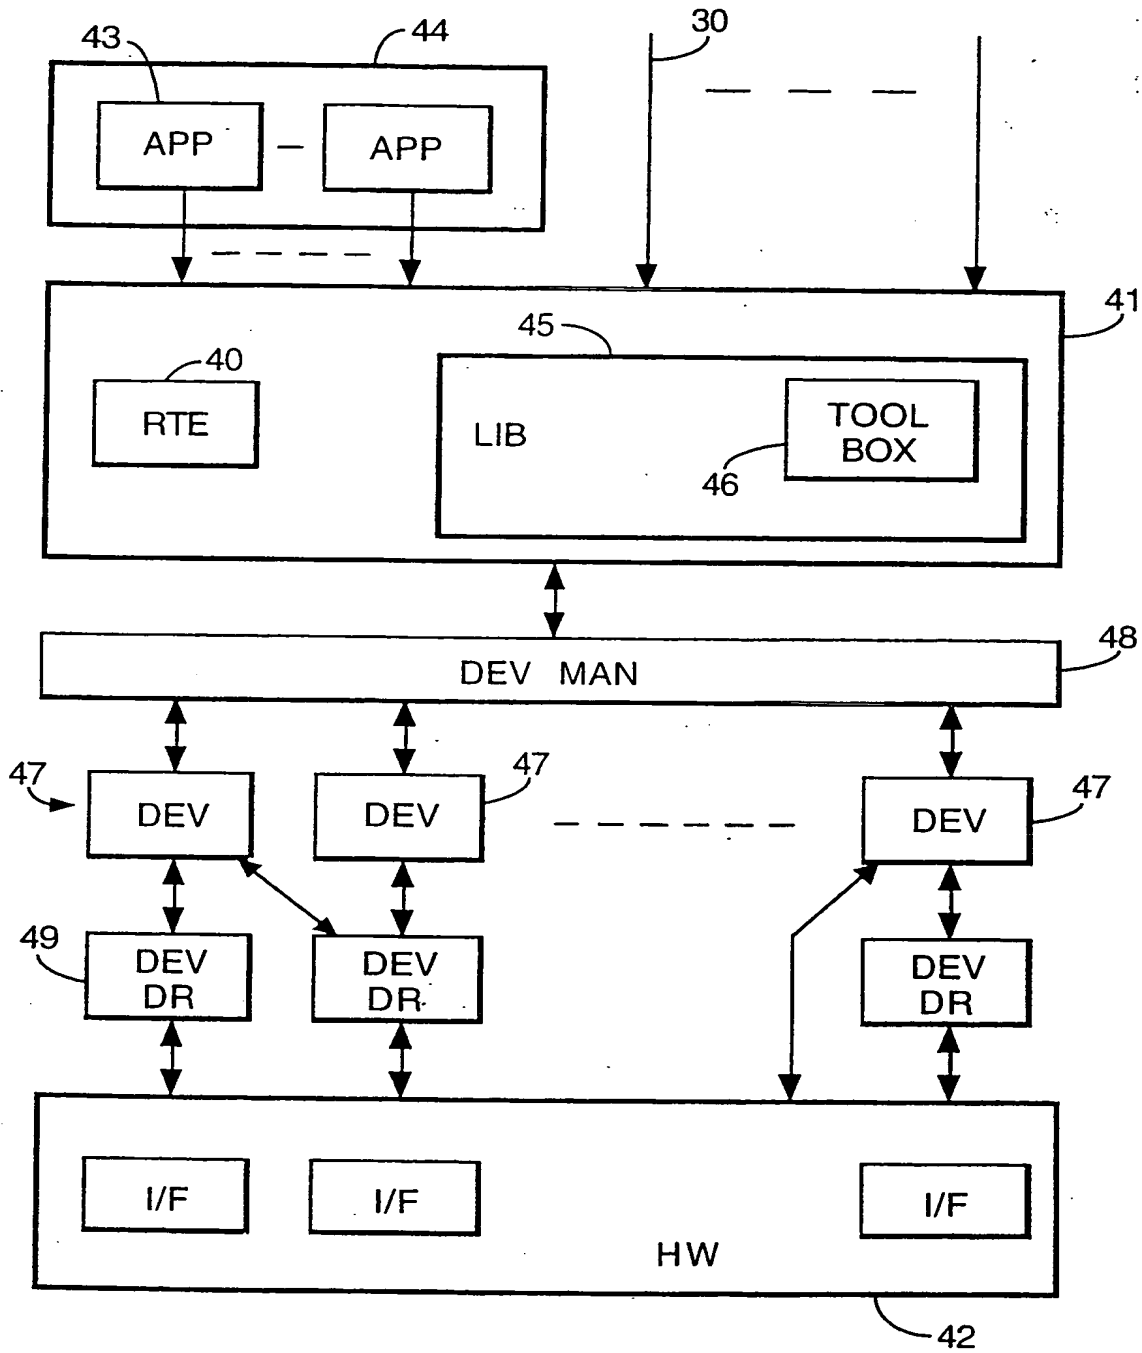 43
44
30
APP
APP
41
45
40
RTE
LIB
TOOL
BOX
46
48
DEV MAN
47
47
47
DEV
DEV
DEV
49
DEV
DR
DEV
DR
DEV
DR
I/F
I/F
I/F
HW
42